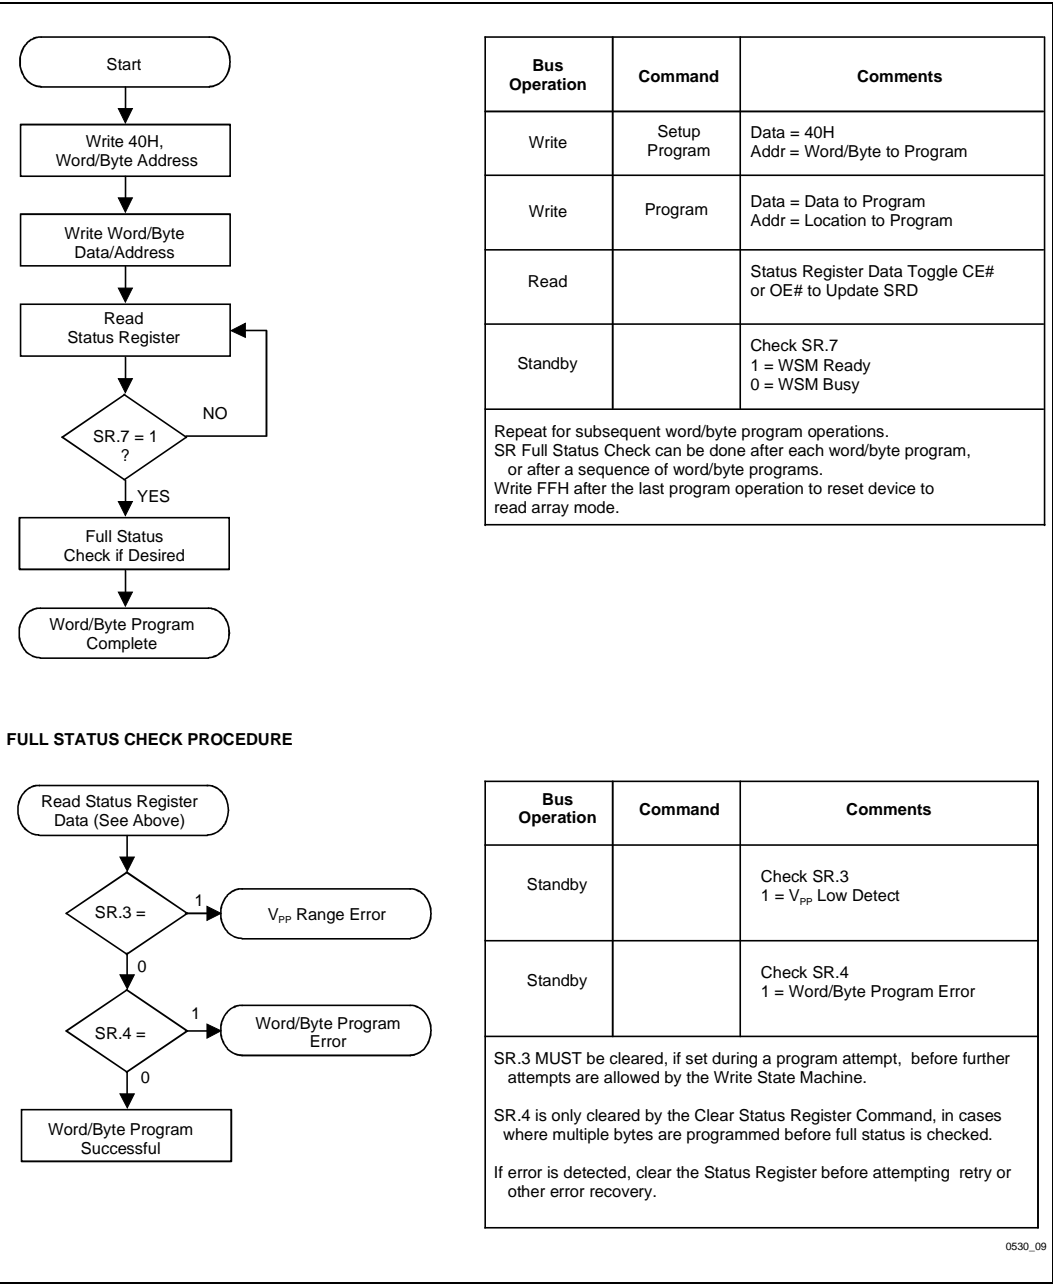 Start
Write 40H,
Word/Byte Address
Write Word/Byte
Data/Address
Read
Status Register
NO
SR.7 = 1
?
YES
Full Status
Check if Desired
Word/Byte Program
Complete
Bus
Operation
Command
Comments
Write
Setup
Program
Data = 40H
Addr = Word/Byte to Program
Write
Program
Data = Data to Program
Addr = Location to Program
Read
Status Register Data Toggle CE#
or OE# to Update SRD
Standby
Check SR.7
1 = WSM Ready
0 = WSM Busy
Repeat for subsequent word/byte program operations.
SR Full Status Check can be done after each word/byte program,
or after a sequence of word/byte programs.
Write FFH after the last program operation to reset device to
read array mode.
FULL STATUS CHECK PROCEDURE
Read Status Register
Data (See Above)
SR.3 =
1
VPP Range Error
0
SR.4 =
1
Word/Byte Program
Error
0
Word/Byte Program
Successful
Bus
Operation
Command
Comments
Standby
Check SR.3
1 = VPP Low Detect
Standby
Check SR.4
1 = Word/Byte Program Error
SR.3 MUST be cleared, if set during a program attempt, before further
attempts are allowed by the Write State Machine.
SR.4 is only cleared by the Clear Status Register Command, in cases
where multiple bytes are programmed before full status is checked.
If error is detected, clear the Status Register before attempting retry or
other error recovery.
0530_09